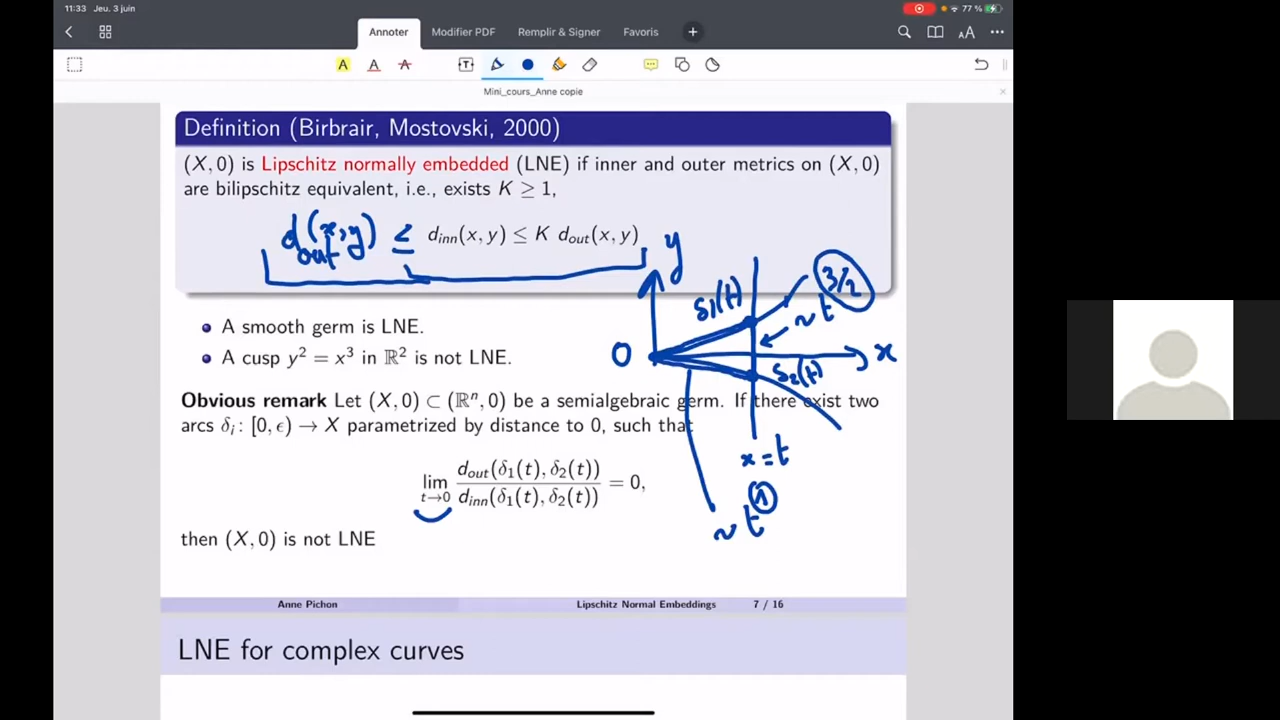 11:33 Jeu. 3 juin
77 %
Annoter Modifier PDF Remplir & Signer Favoris
Mini_cours_Anne copie
Definition (Birbrair, Mostovski, 2000)
(X, 0) is Lipschitz normally embedded (LNE) if inner and outer metrics on (X, 0)
are bilipschitz equivalent, i.e., exists K ≥ 1,
d_out(x,y) ≤ d_inn(x, y) ≤ K d_out(x, y)
y
δ1(t)
~ t^3/2
0
x
δ2(t)
x = t
~ t^1
A smooth germ is LNE.
A cusp y² = x³ in ℝ² is not LNE.
Obvious remark Let (X, 0) ⊂ (ℝⁿ, 0) be a semialgebraic germ. If there exist two
arcs δ_i : [0, ϵ) → X parametrized by distance to 0, such that
lim_{t→0} d_out(δ1(t), δ2(t)) / d_inn(δ1(t), δ2(t)) = 0,
then (X, 0) is not LNE
Anne Pichon Lipschitz Normal Embeddings 7 / 16
LNE for complex curves